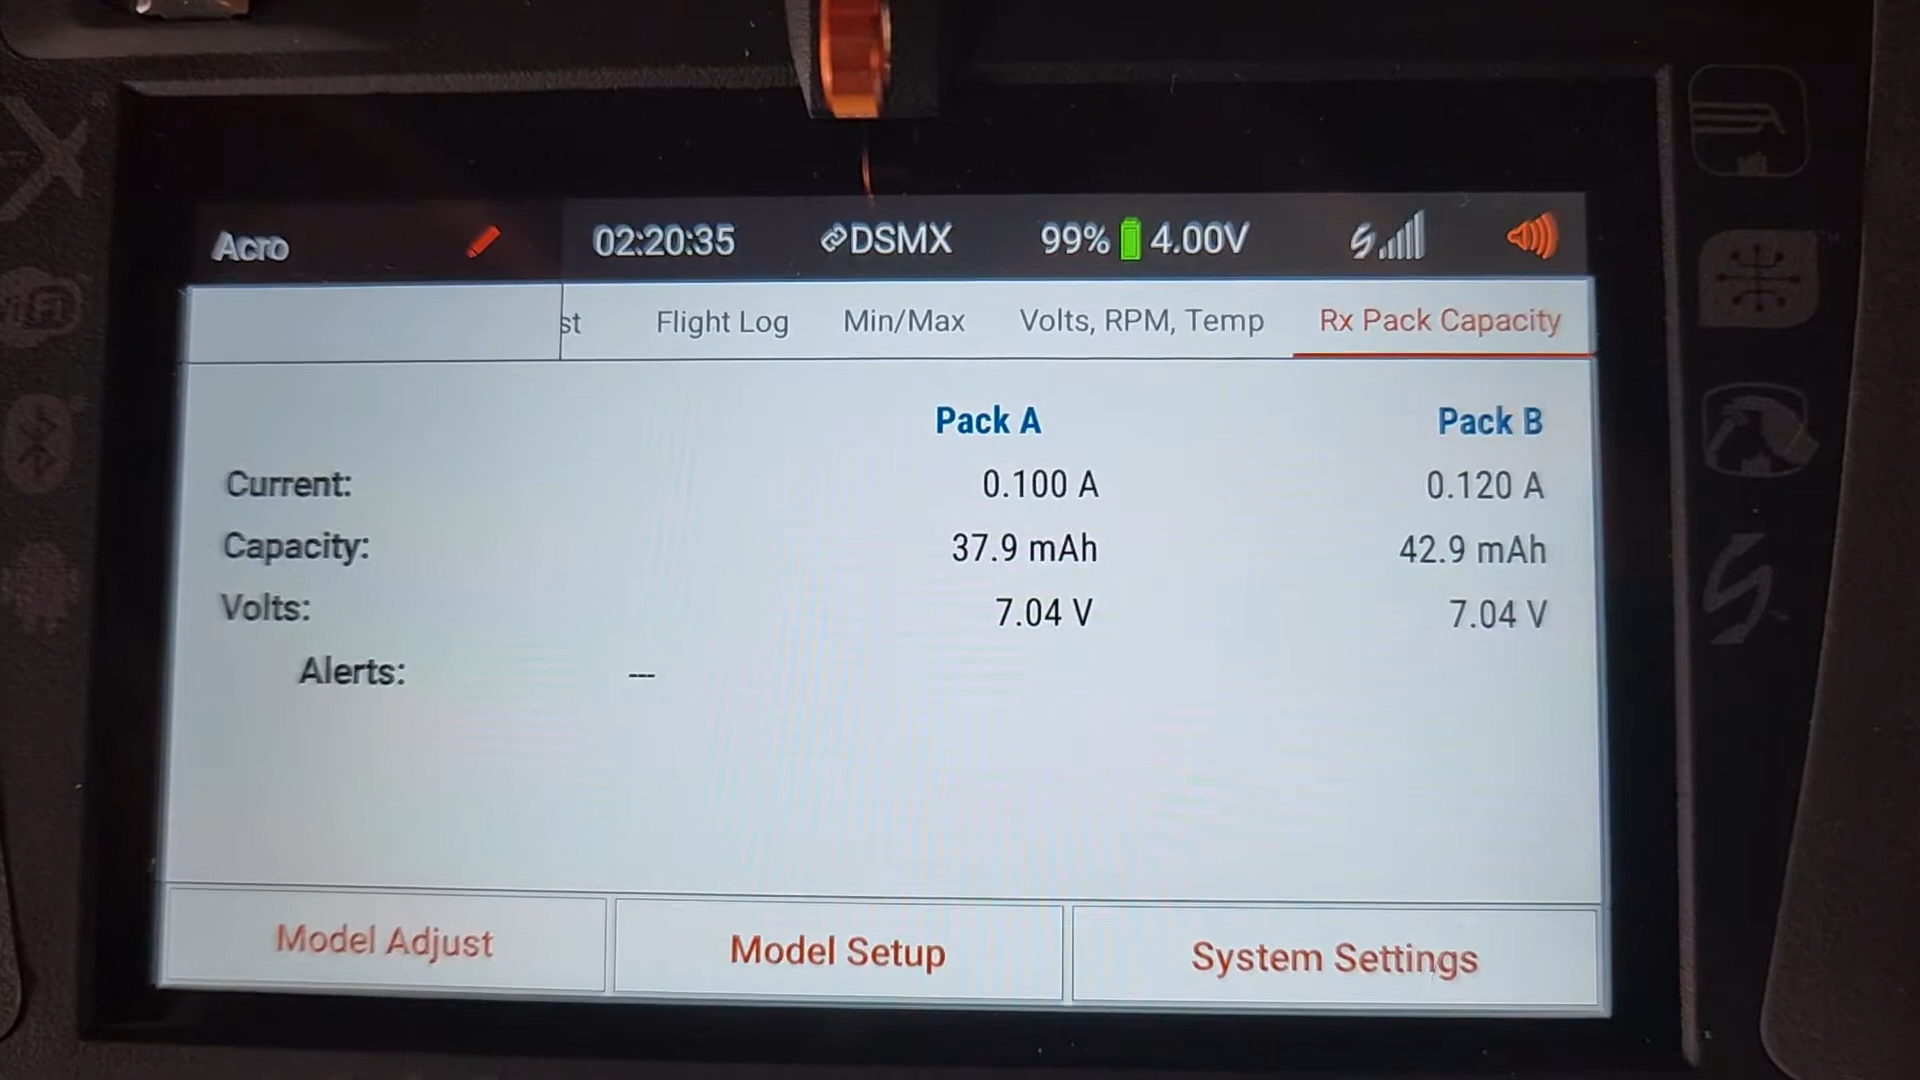 Acro 02:20:35 DSMX 99% 4.00V
st Flight Log Min/Max Volts, RPM, Temp Rx Pack Capacity
Pack A Pack B
Current: 0.100 A 0.120 A
Capacity: 37.9 mAh 42.9 mAh
Volts: 7.04 V 7.04 V
Alerts: ---
Model Adjust Model Setup System Settings